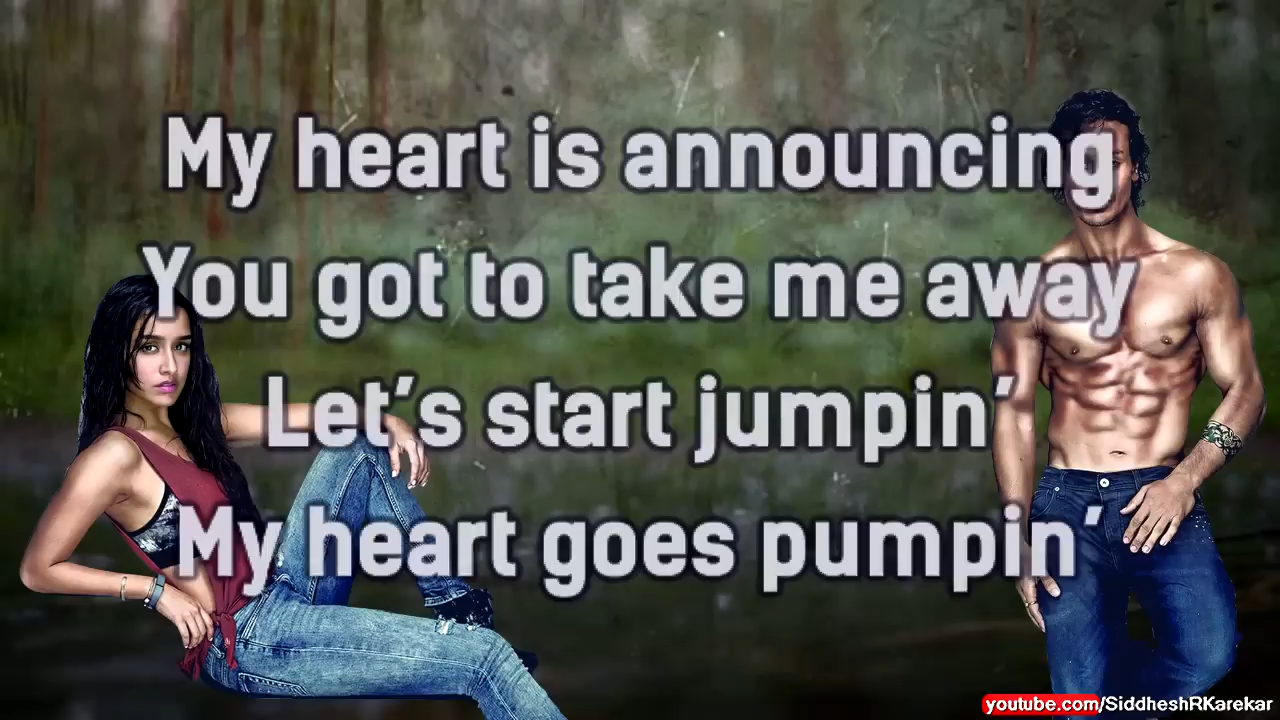 My heart is announcing
You got to take me away
Let's start jumpin'
My heart goes pumpin'
youtube.com/SiddheshRKarekar